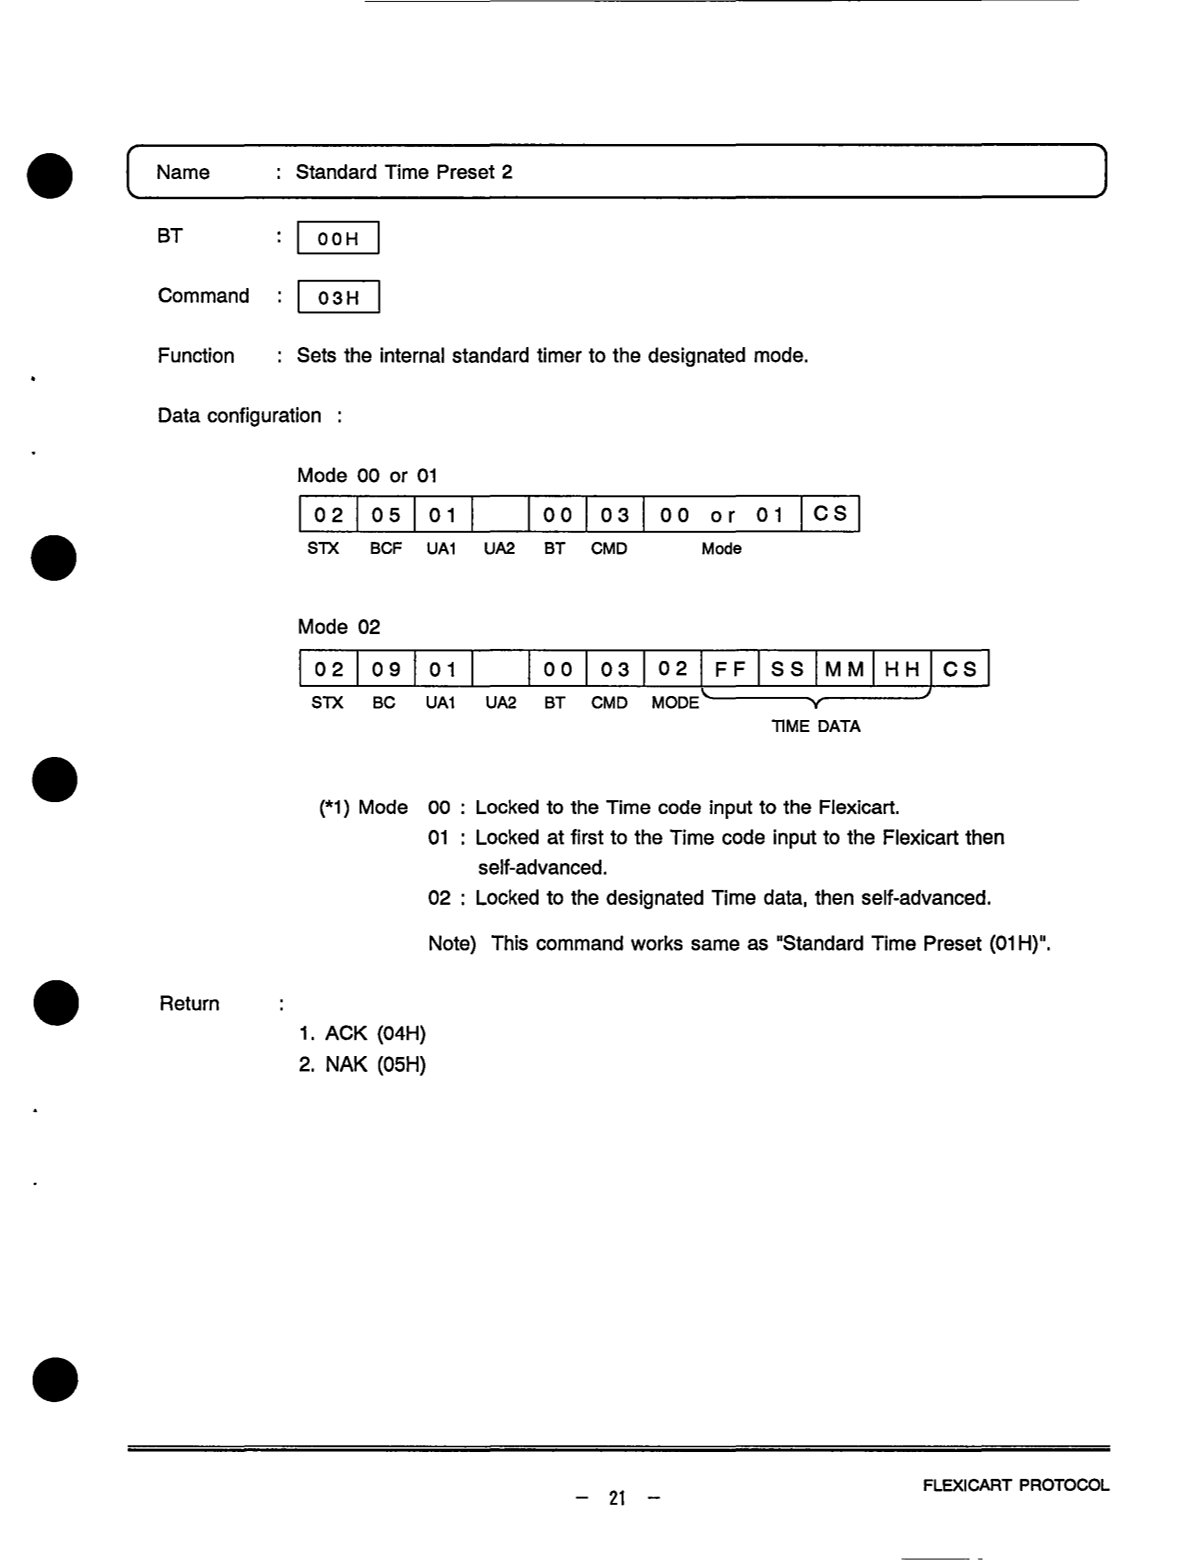 Name : Standard Time Preset 2
BT : 00H
Command : 03H
Function : Sets the internal standard timer to the designated mode.
Data configuration :
Mode 00 or 01
02 05 01 00 03 00 or 01 CS
STX BCF UA1 UA2 BT CMD Mode
Mode 02
02 09 01 00 03 02 FF SS MM HH CS
STX BC UA1 UA2 BT CMD MODE
TIME DATA
(*1) Mode 00 : Locked to the Time code input to the Flexicart.
01 : Locked at first to the Time code input to the Flexicart then
self-advanced.
02 : Locked to the designated Time data, then self-advanced.
Note) This command works same as "Standard Time Preset (01H)".
Return :
1. ACK (04H)
2. NAK (05H)
FLEXICART PROTOCOL
— 21 —